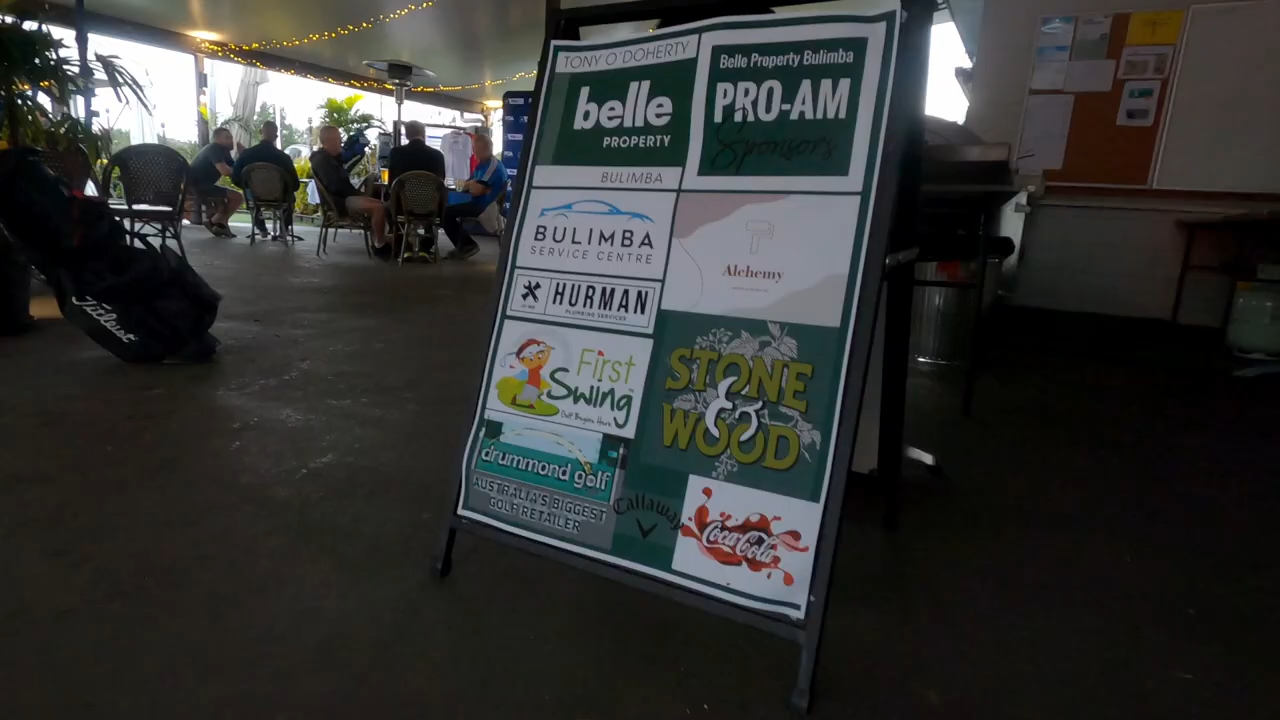 TONY O'DOHERTY
belle
PROPERTY
BULIMBA
Belle Property Bulimba
PRO-AM
Sponsors
BULIMBA
SERVICE CENTRE
Alchemy
HURMAN
PLUMBING SERVICES
First
Swing
Golf Begins Here
STONE
&
WOOD
drummond golf
AUSTRALIA'S BIGGEST
GOLF RETAILER
Callaway
Coca-Cola
Titleist